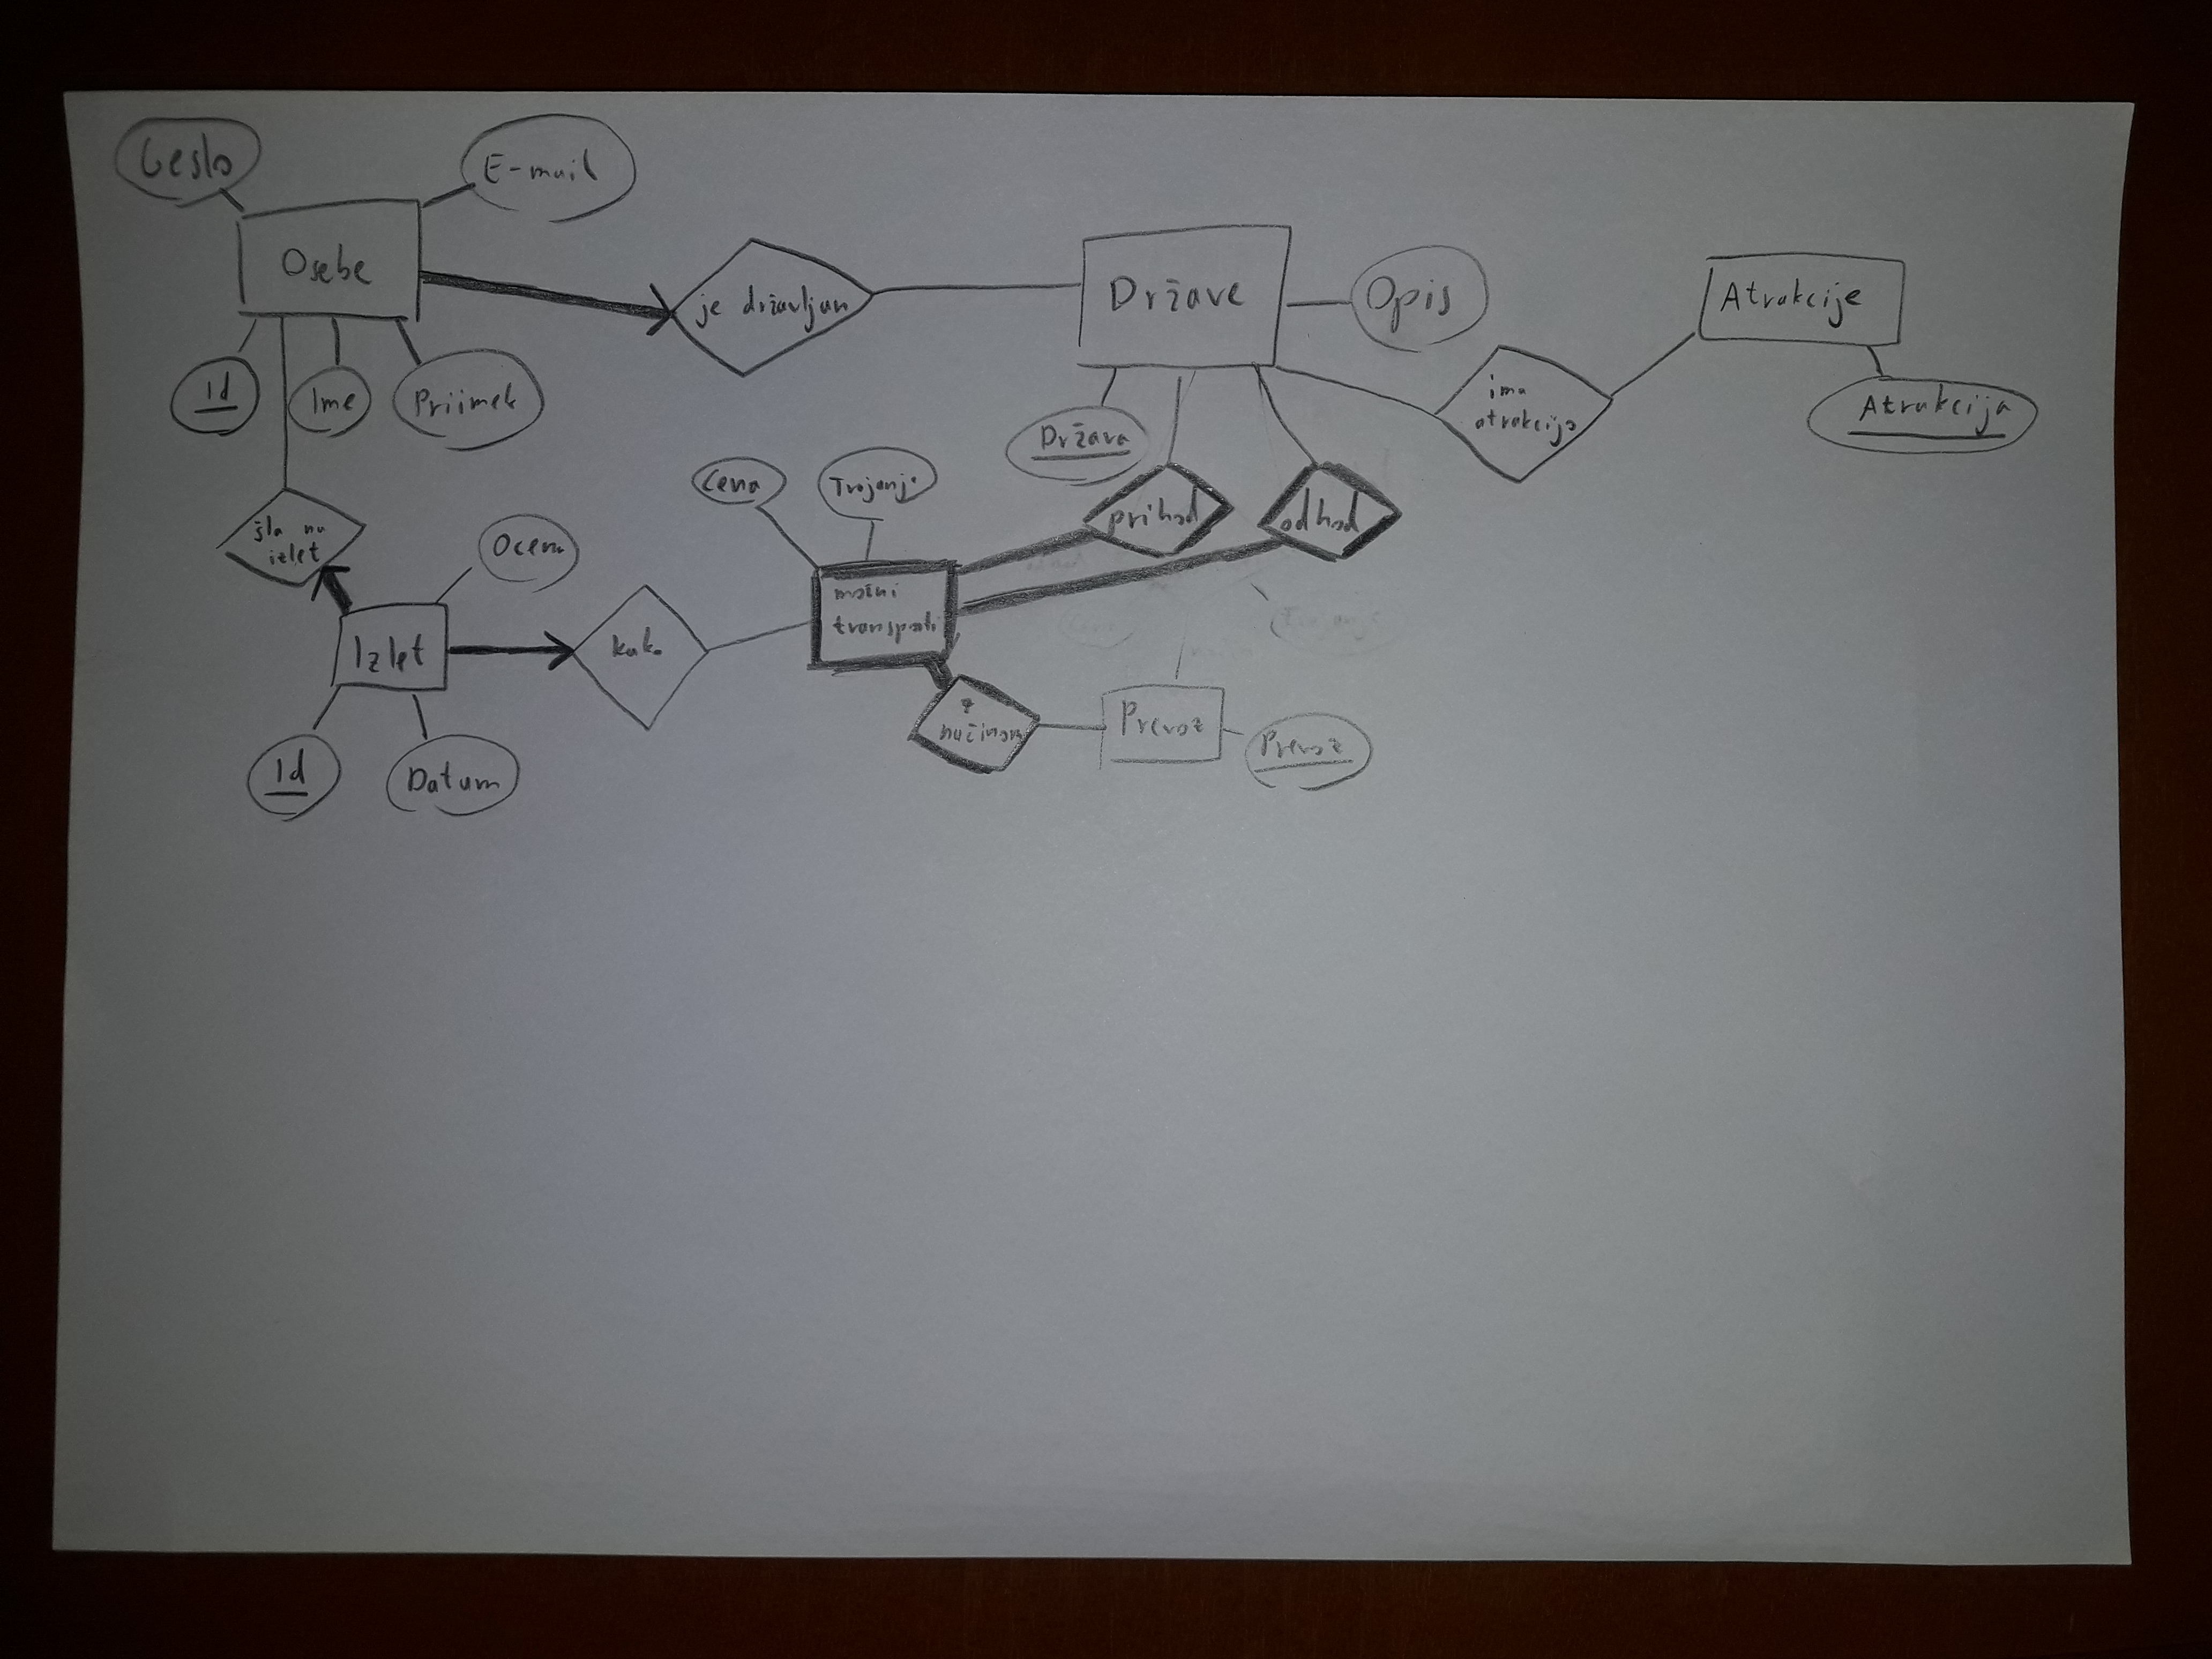 Geslo
E-mail
Osebe
je državljan
Države
Opis
Atrakcije
Id
Ime
Priimek
Država
ima
atrakcijo
Atrakcija
Cena
Trajanje
prihod
odhod
šla na
izlet
Ocena
možni
transporti
Izlet
kako
z
načinom
Prevoz
Prevoz
Id
Datum